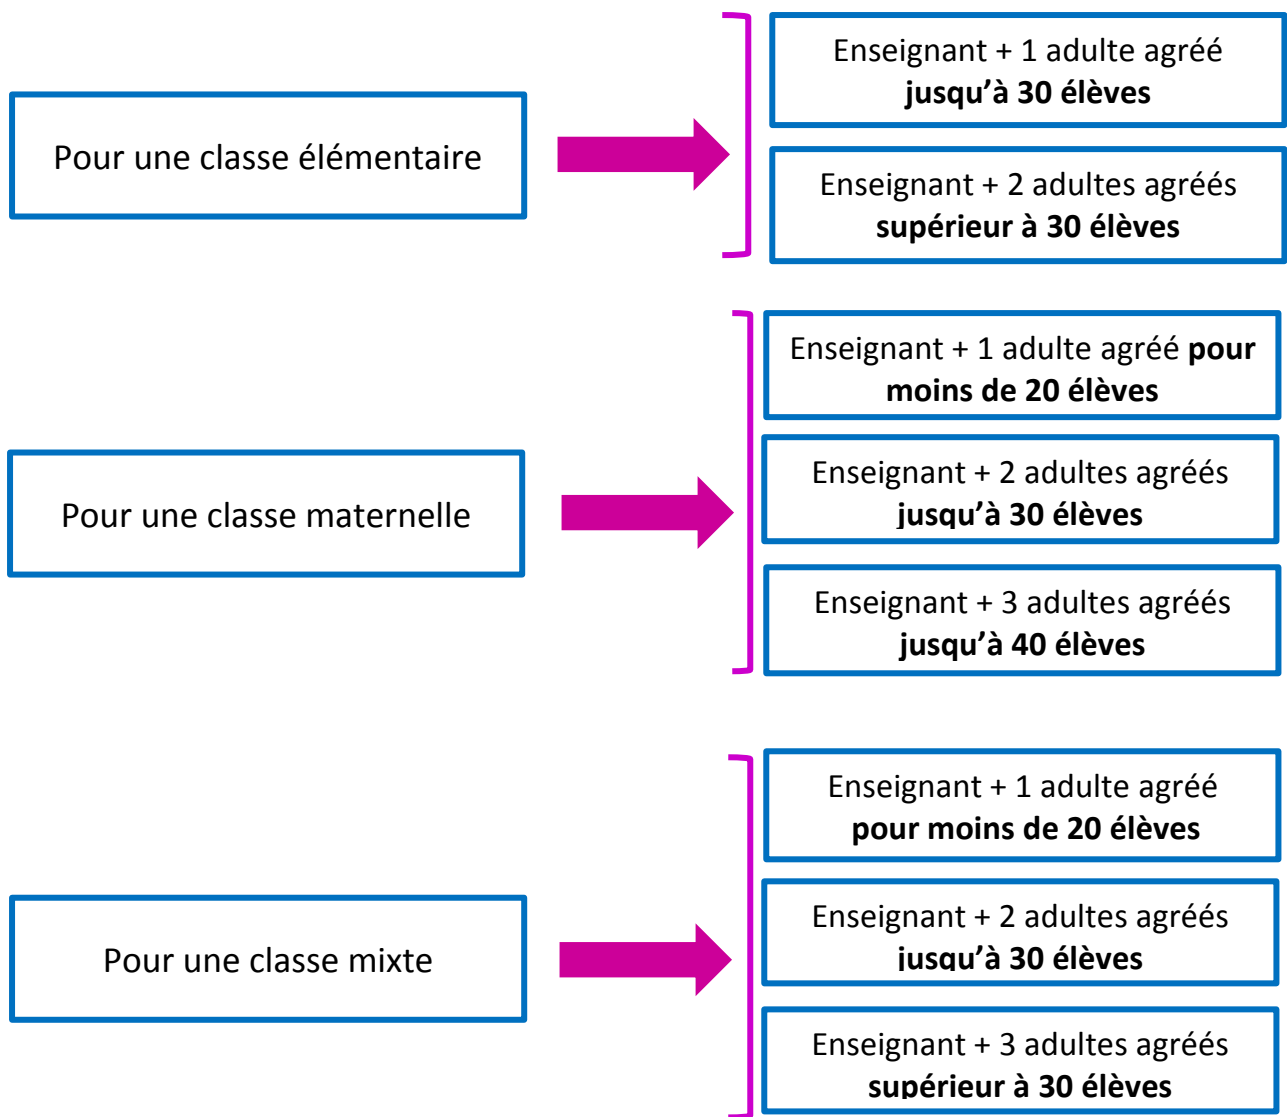 Pour une classe élémentaire
Enseignant + 1 adulte agréé
jusqu’à 30 élèves
Enseignant + 2 adultes agréés
supérieur à 30 élèves
Pour une classe maternelle
Enseignant + 1 adulte agréé pour
moins de 20 élèves
Enseignant + 2 adultes agréés
jusqu’à 30 élèves
Enseignant + 3 adultes agréés
jusqu’à 40 élèves
Pour une classe mixte
Enseignant + 1 adulte agréé
pour moins de 20 élèves
Enseignant + 2 adultes agréés
jusqu’à 30 élèves
Enseignant + 3 adultes agréés
supérieur à 30 élèves